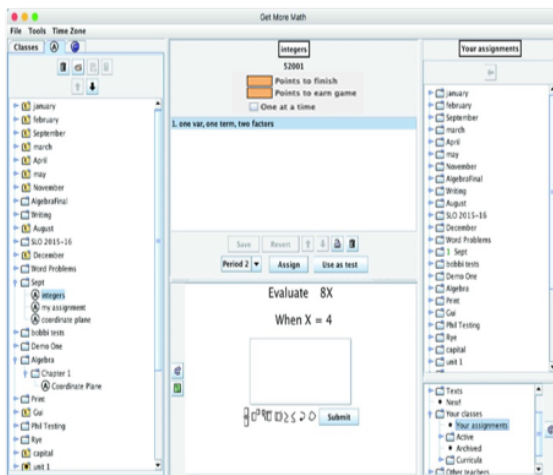 Get More Math
File Tools Time Zone
Classes
january
february
September
march
April
may
November
AlgebraFinal
Writing
August
SLO 2015-16
December
Word Problems
Sept
integers
my assignment
coordinate plane
bobbi tests
Demo One
Algebra
Chapter 1
Coordinate Plane
Print
Gui
Phil Testing
Rye
capital
unit 1
integers
52001
Points to finish
Points to earn game
One at a time
1. one var, one term, two factors
Save Revert
Period 2 Assign Use as test
Evaluate 8X
When X = 4
Submit
Your assignments
january
february
September
march
April
may
November
AlgebraFinal
Writing
August
December
Word Problems
1 Sept
bobbi tests
Demo One
Algebra
Print
Gui
Phil Testing
Rye
capital
unit 1
Texts
New!
Your classes
Your assignments
Active
Archived
Curricula
Other teachers